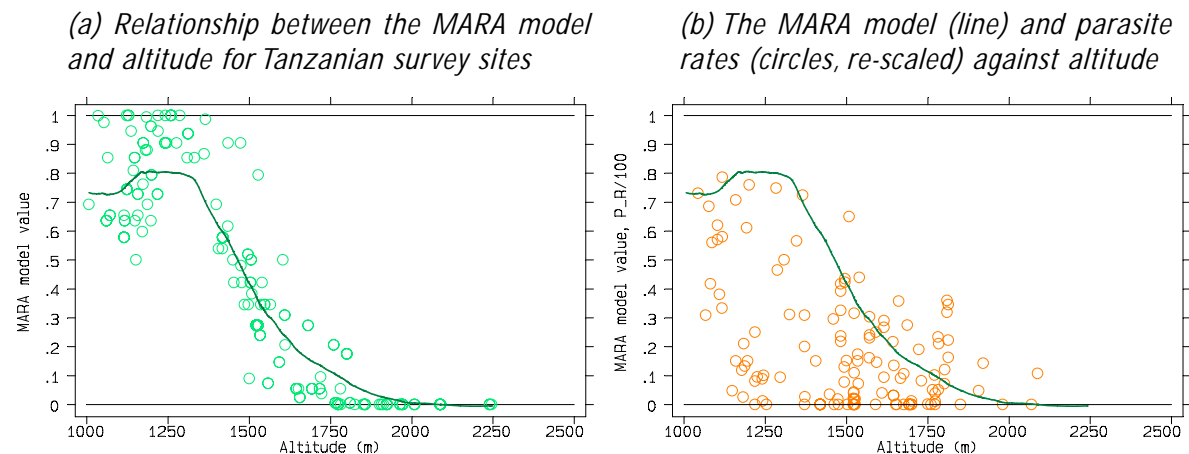 (a) Relationship between the MARA model
and altitude for Tanzanian survey sites
MARA model value
1
.9
.8
.7
.6
.5
.4
.3
.2
.1
0
1000 1250 1500 1750 2000 2250 2500
Altitude (m)
(b) The MARA model (line) and parasite
rates (circles, re-scaled) against altitude
MARA model value, P_R/100
1
.9
.8
.7
.6
.5
.4
.3
.2
.1
0
1000 1250 1500 1750 2000 2250 2500
Altitude (m)